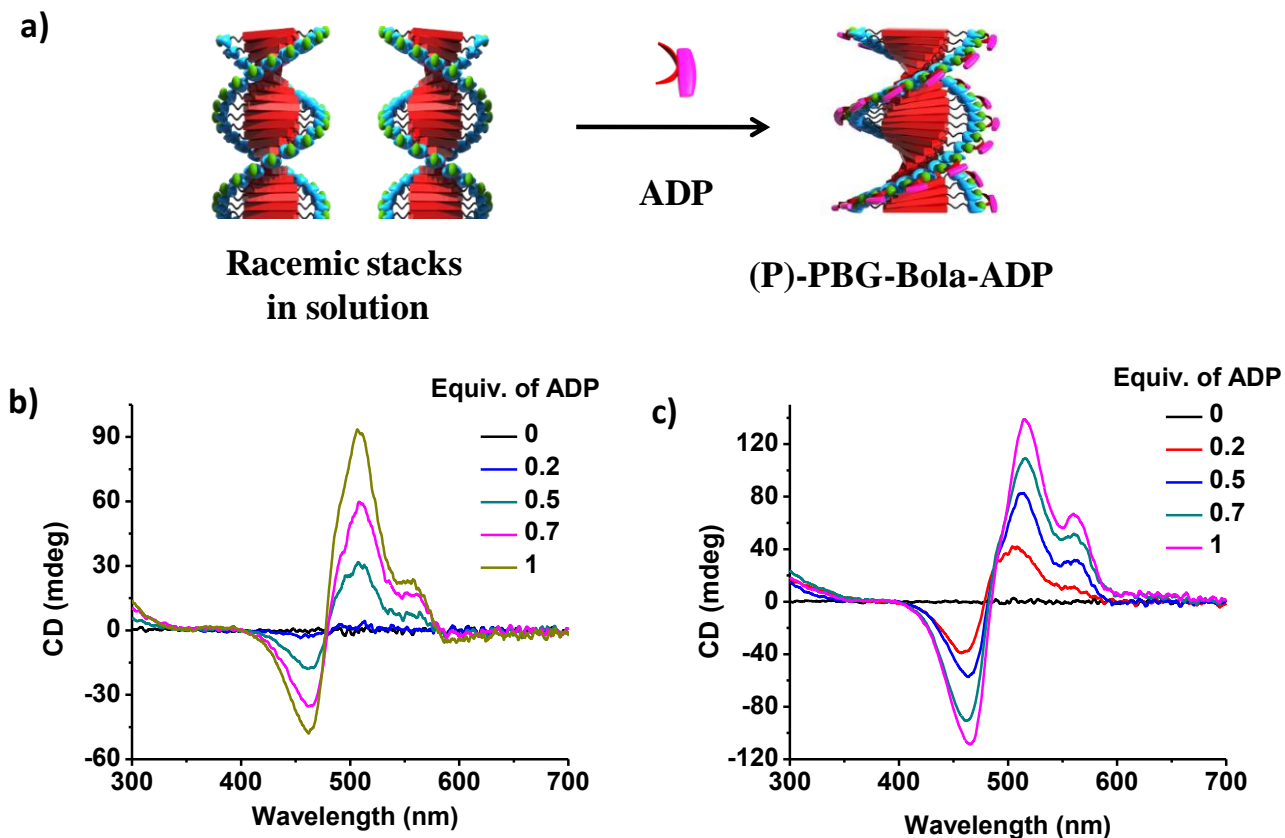 a)
ADP
Racemic stacks
in solution
(P)-PBG-Bola-ADP
b)
Equiv. of ADP
0
0.2
0.5
0.7
1
CD (mdeg)
90
60
30
0
-30
-60
300
400
500
600
700
Wavelength (nm)
c)
Equiv. of ADP
0
0.2
0.5
0.7
1
CD (mdeg)
120
80
40
0
-40
-80
-120
300
400
500
600
700
Wavelength (nm)